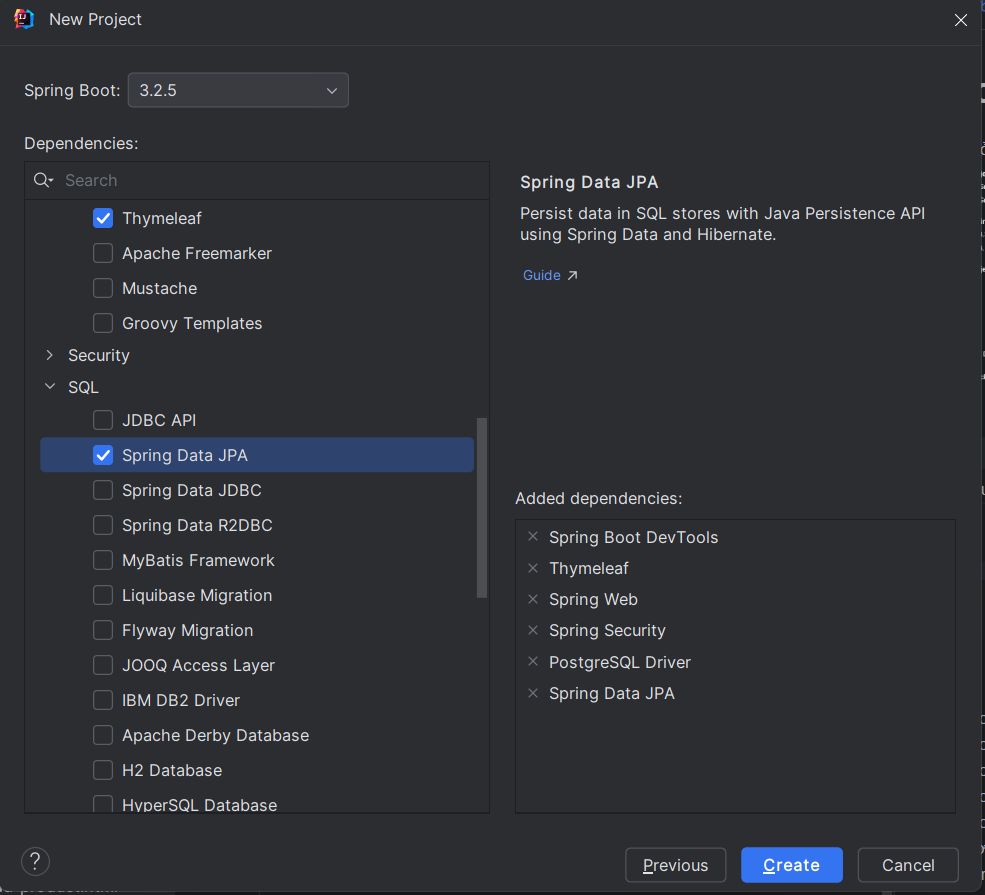 New Project
Spring Boot: 3.2.5
Dependencies:
Search
Thymeleaf
Apache Freemarker
Mustache
Groovy Templates
Security
SQL
JDBC API
Spring Data JPA
Spring Data JDBC
Spring Data R2DBC
MyBatis Framework
Liquibase Migration
Flyway Migration
JOOQ Access Layer
IBM DB2 Driver
Apache Derby Database
H2 Database
HyperSQL Database
Spring Data JPA
Persist data in SQL stores with Java Persistence API
using Spring Data and Hibernate.
Guide ↗
Added dependencies:
Spring Boot DevTools
Thymeleaf
Spring Web
Spring Security
PostgreSQL Driver
Spring Data JPA
?
Previous
Create
Cancel